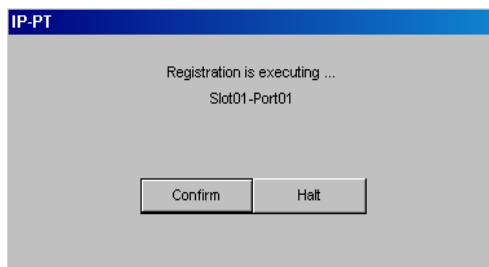 IP-PT
Registration is executing ...
Slot01-Port01
Confirm Halt